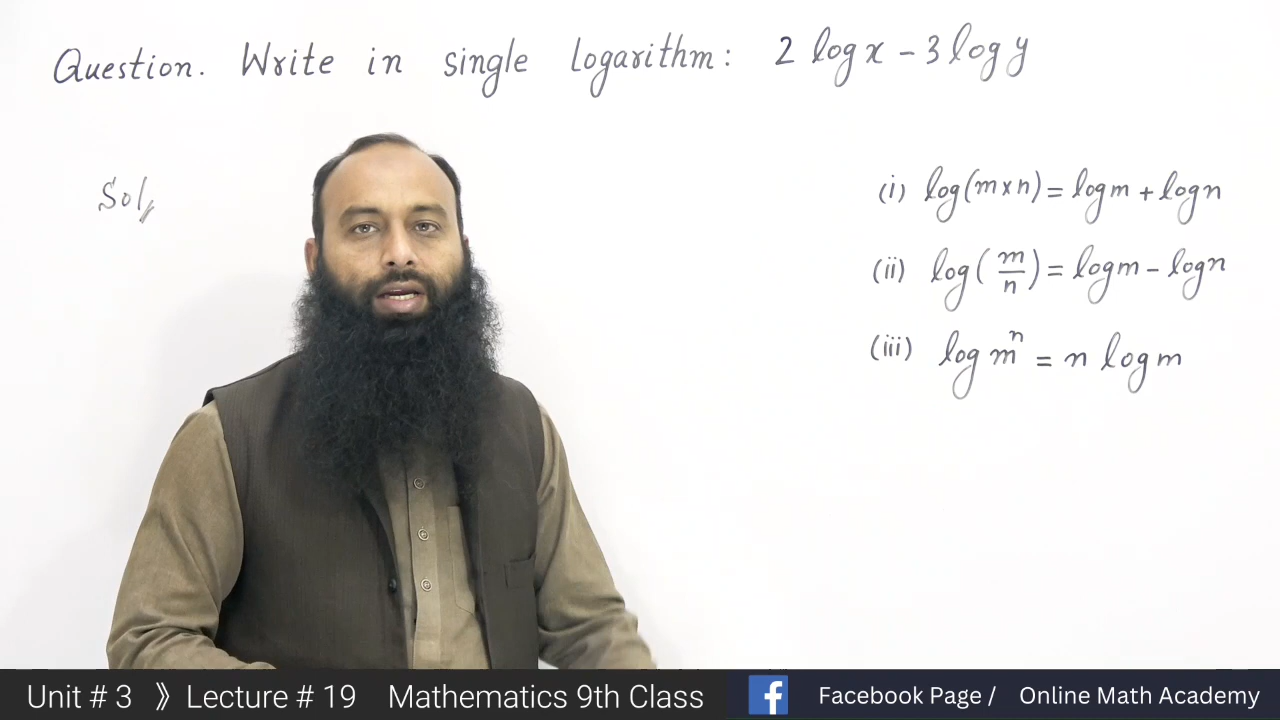 Question. Write in single logarithm: 2 log x - 3 log y
Sol,
(i) log(m×n) = log m + log n
(ii) log(m/n) = log m - log n
(iii) log mⁿ = n log m
Unit # 3 》 Lecture # 19 Mathematics 9th Class Facebook Page / Online Math Academy